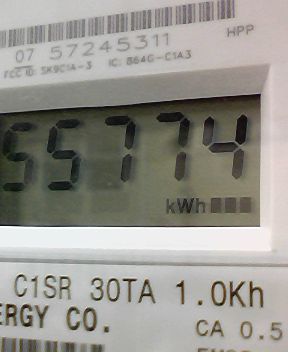 07 57245311 HPP
FCC ID: SK9C1A-3 IC: 864G-C1A3
55774
kWh
C1SR 30TA 1.0Kh
ERGY CO.
CA 0.5